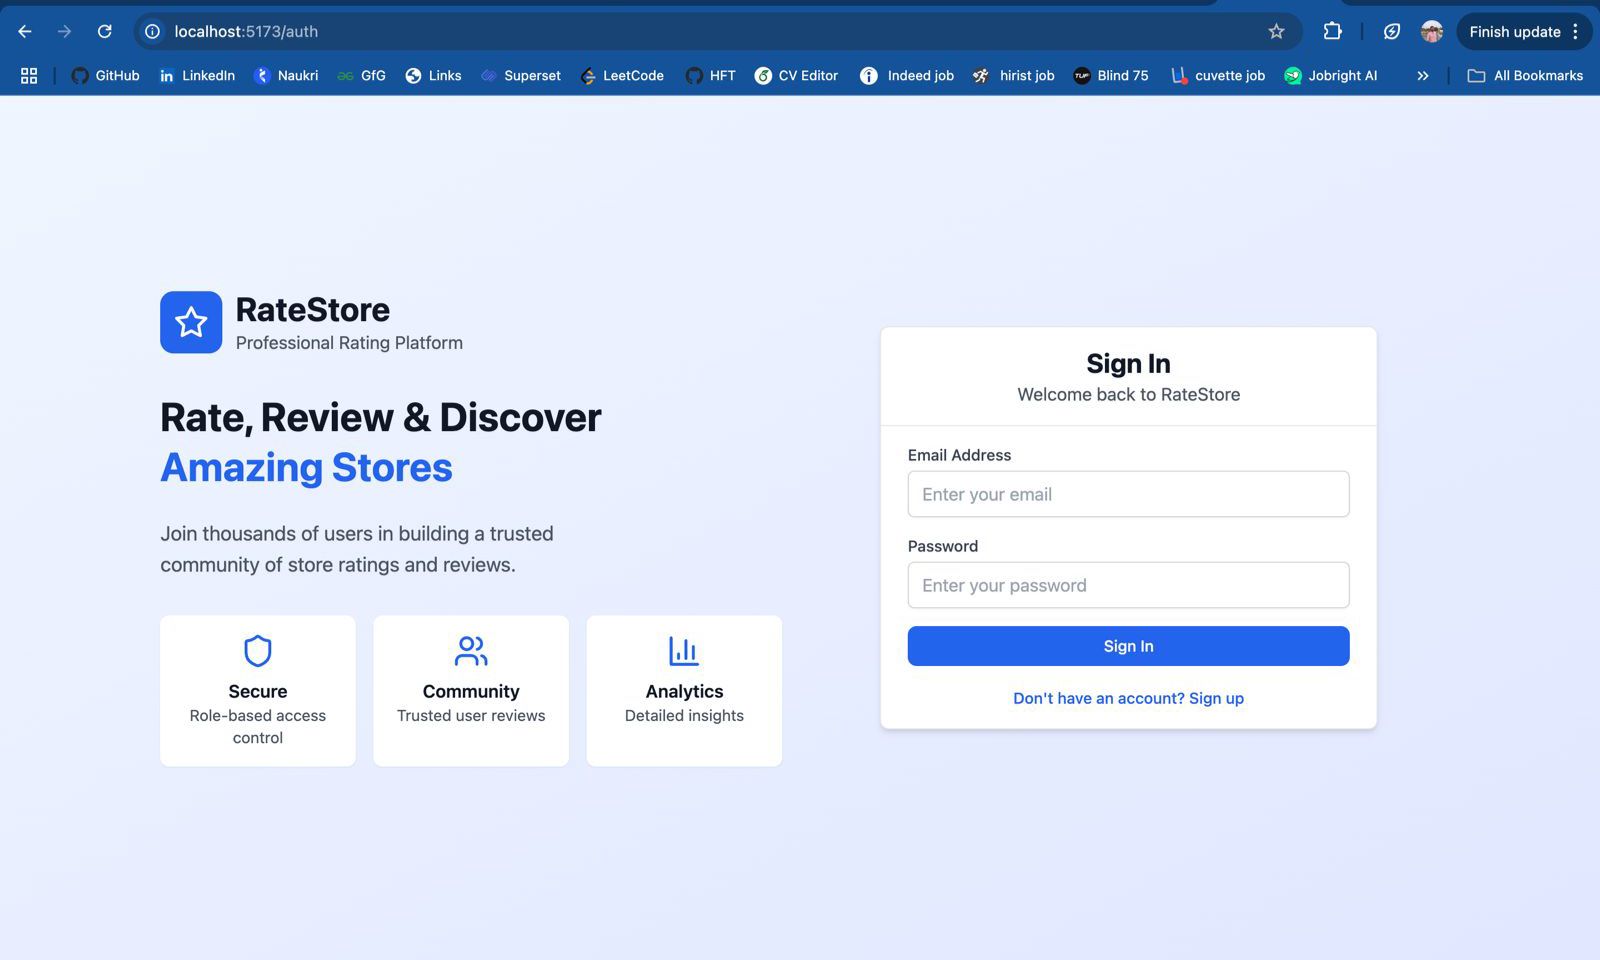 localhost:5173/auth
Finish update
GitHub LinkedIn Naukri GfG Links Superset LeetCode HFT CV Editor Indeed job hirist job TUF Blind 75 cuvette job Jobright AI » All Bookmarks
RateStore
Professional Rating Platform
Rate, Review & Discover
Amazing Stores
Join thousands of users in building a trusted
community of store ratings and reviews.
Secure
Role-based access
control
Community
Trusted user reviews
Analytics
Detailed insights
Sign In
Welcome back to RateStore
Email Address
Enter your email
Password
Enter your password
Sign In
Don't have an account? Sign up